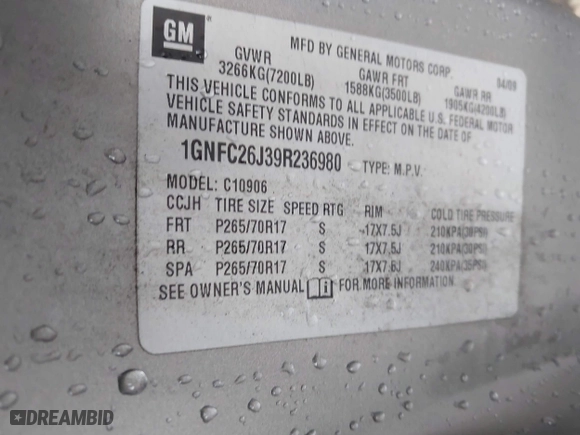 GM
MFD BY GENERAL MOTORS CORP.
04/09
GVWR
GAWR FRT
GAWR RR
3266KG(7200LB)
1588KG(3500LB)
1905KG(4200LB)
THIS VEHICLE CONFORMS TO ALL APPLICABLE U.S. FEDERAL MOTOR
VEHICLE SAFETY STANDARDS IN EFFECT ON THE DATE OF
MANUFACTURE SHOWN ABOVE.
1GNFC26J39R236980 TYPE: M.P.V.
MODEL: C10906
CCJH TIRE SIZE SPEED RTG RIM COLD TIRE PRESSURE
FRT P265/70R17 S 17X7.5J 210KPA(30PSI)
RR P265/70R17 S 17X7.5J 210KPA(30PSI)
SPA P265/70R17 S 17X7.5J 240KPA(35PSI)
SEE OWNER'S MANUAL FOR MORE INFORMATION.
DREAMBID